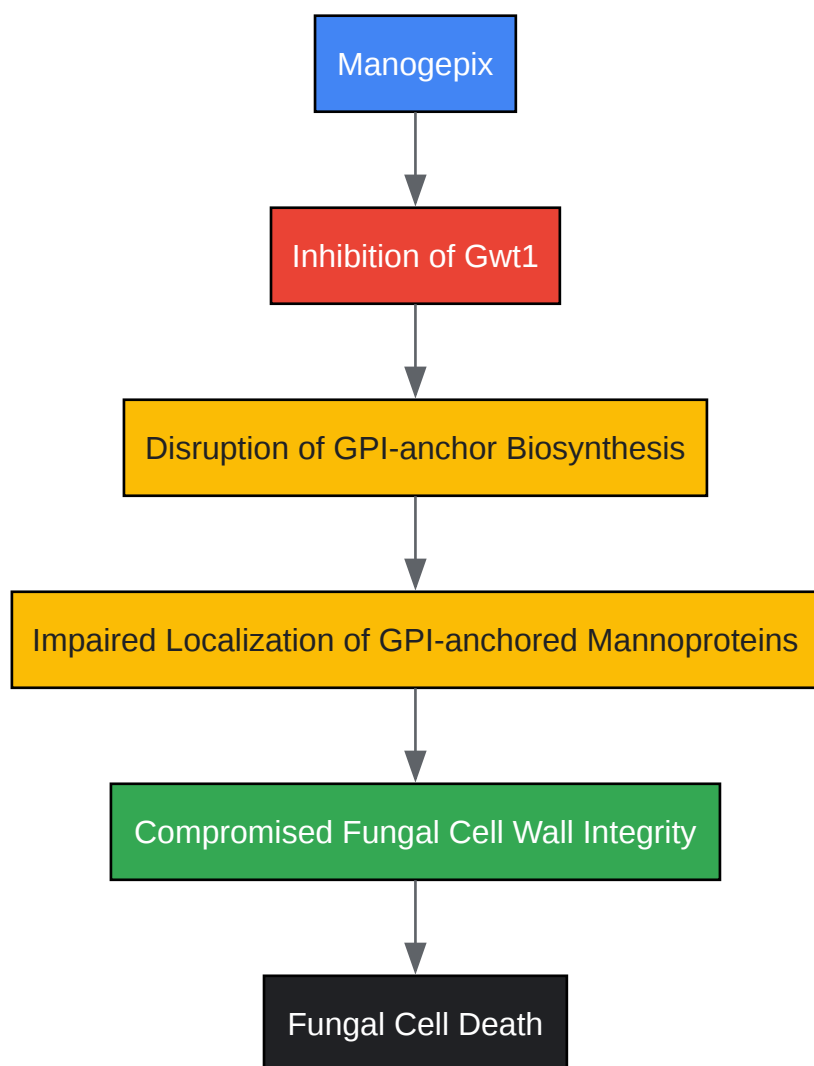 Manogepix
Inhibition of Gwt1
Disruption of GPI-anchor Biosynthesis
Impaired Localization of GPI-anchored Mannoproteins
Compromised Fungal Cell Wall Integrity
Fungal Cell Death